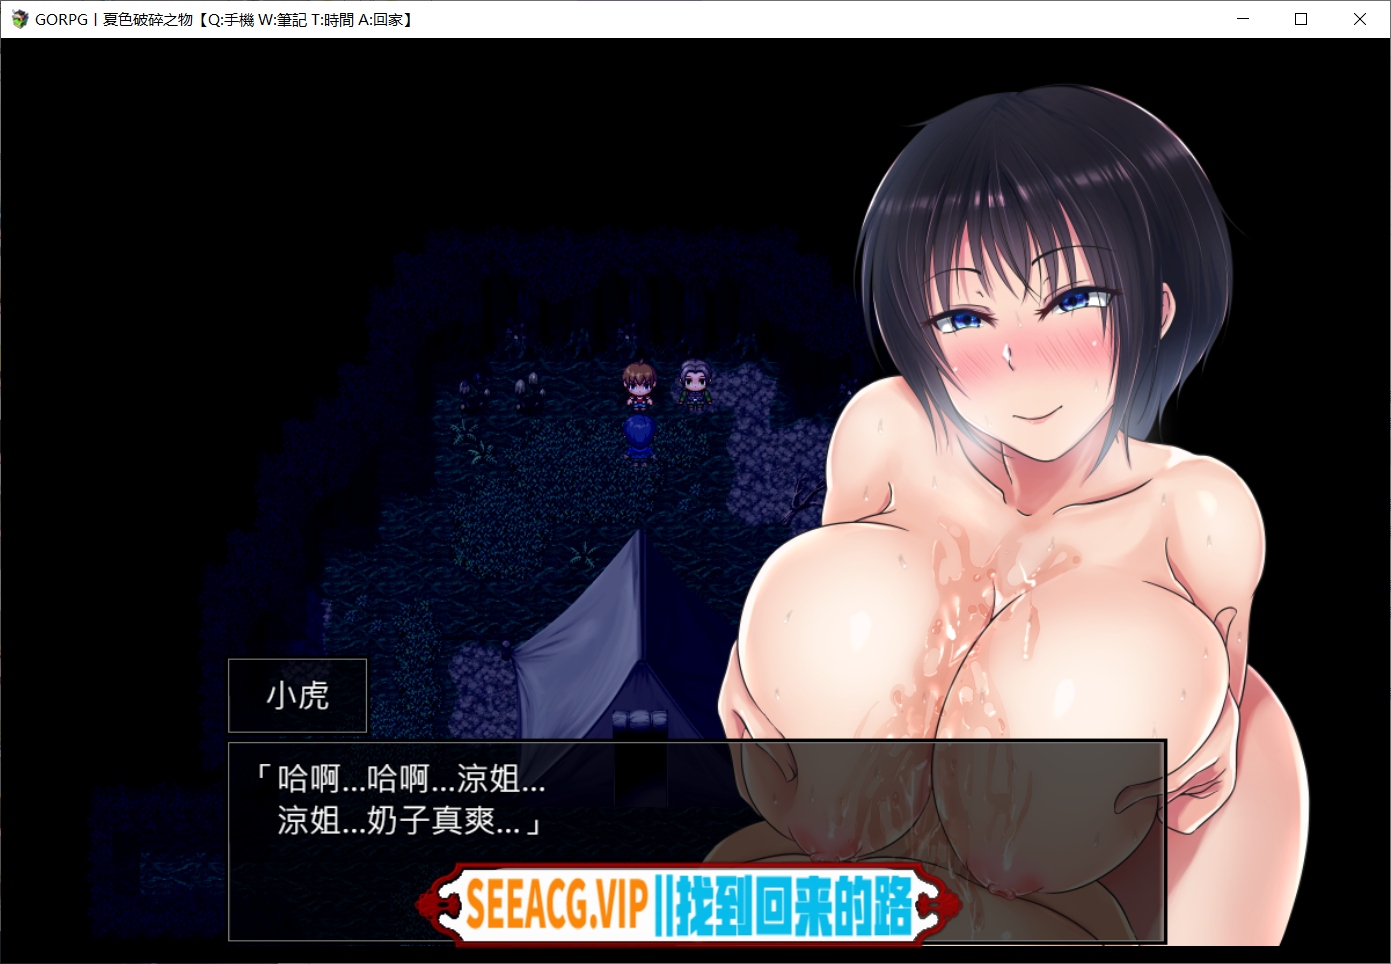 GORPG丨夏色破碎之物【Q:手機 W:筆記 T:時間 A:回家】
小虎
「哈啊…哈啊…涼姐…
涼姐…奶子真爽…」
SEEACG.VIP||找到回来的路